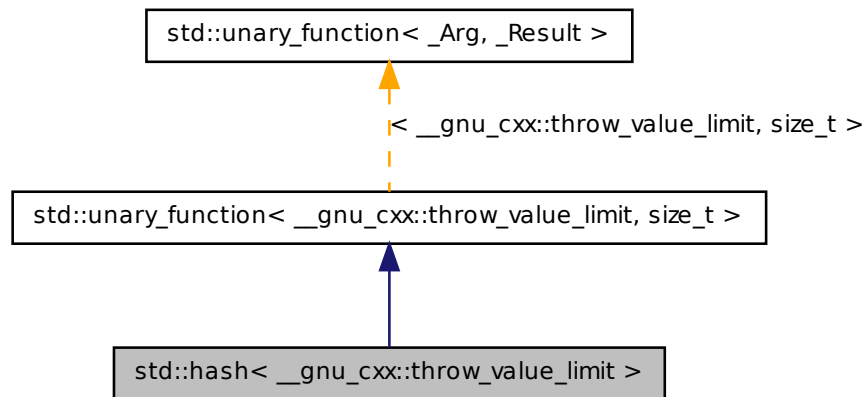 std::unary_function< _Arg, _Result >
< __gnu_cxx::throw_value_limit, size_t >
std::unary_function< __gnu_cxx::throw_value_limit, size_t >
std::hash< __gnu_cxx::throw_value_limit >